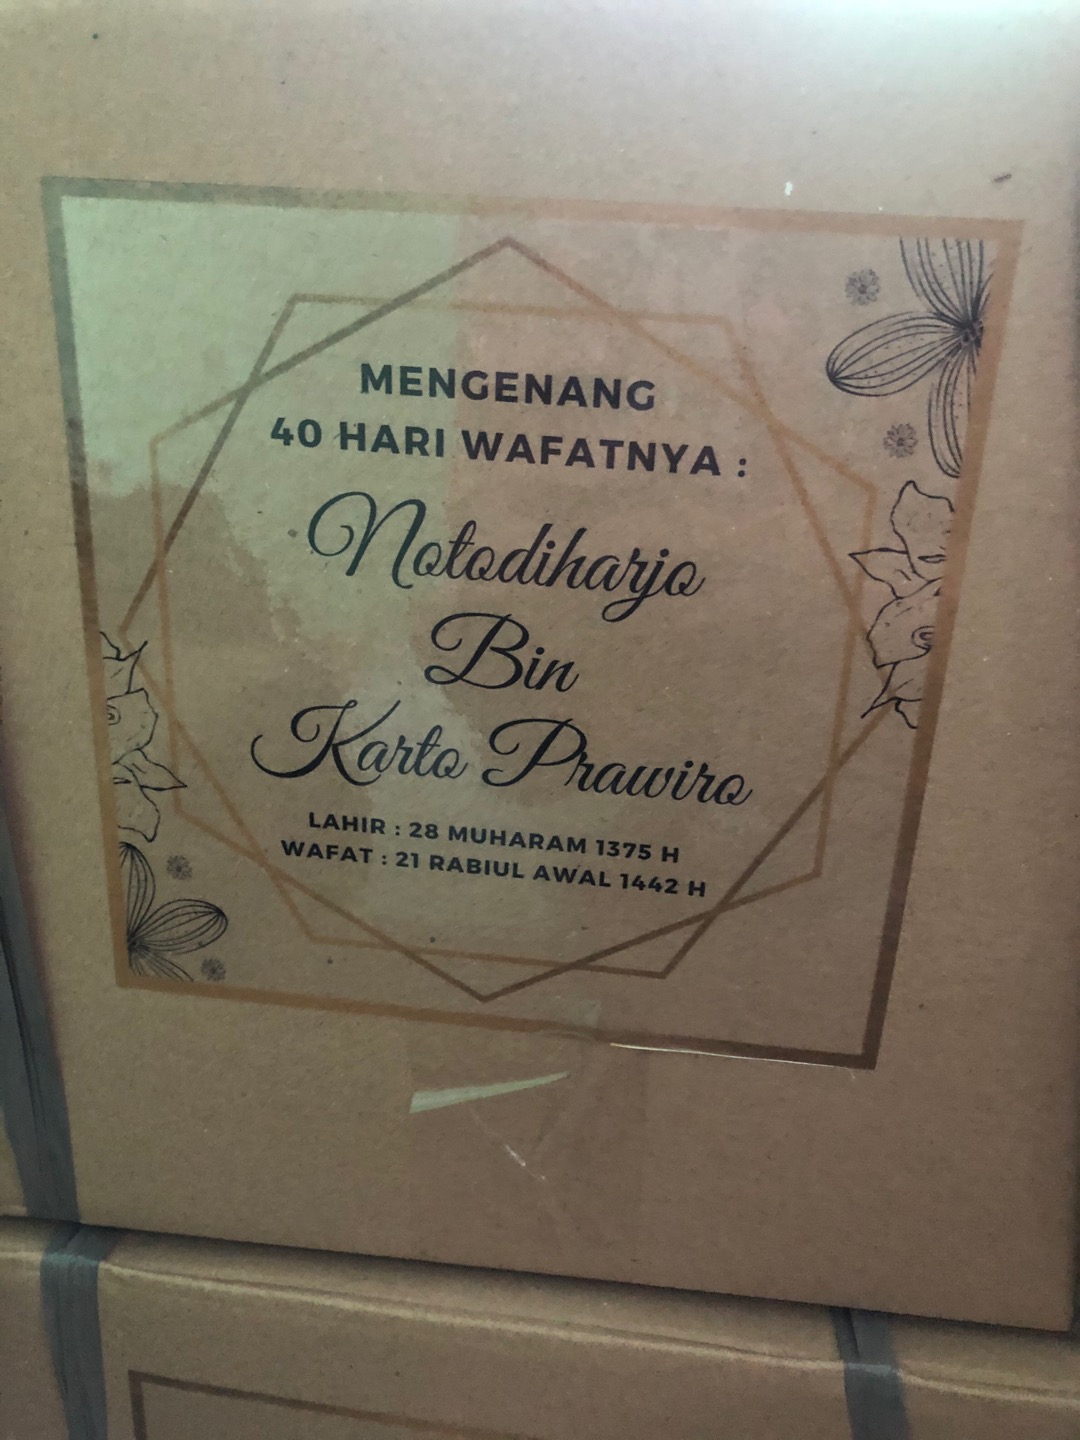 MENGENANG
40 HARI WAFATNYA :
Notodiharjo
Bin
Karto Prawiro
LAHIR : 28 MUHARAM 1375 H
WAFAT : 21 RABIUL AWAL 1442 H